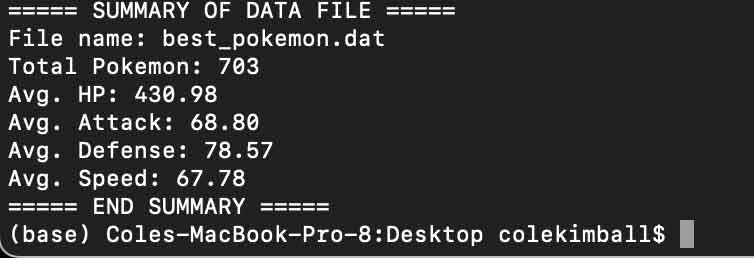 ===== SUMMARY OF DATA FILE =====
File name: best_pokemon.dat
Total Pokemon: 703
Avg. HP: 430.98
Avg. Attack: 68.80
Avg. Defense: 78.57
Avg. Speed: 67.78
===== END SUMMARY =====
(base) Coles-MacBook-Pro-8:Desktop colekimball$